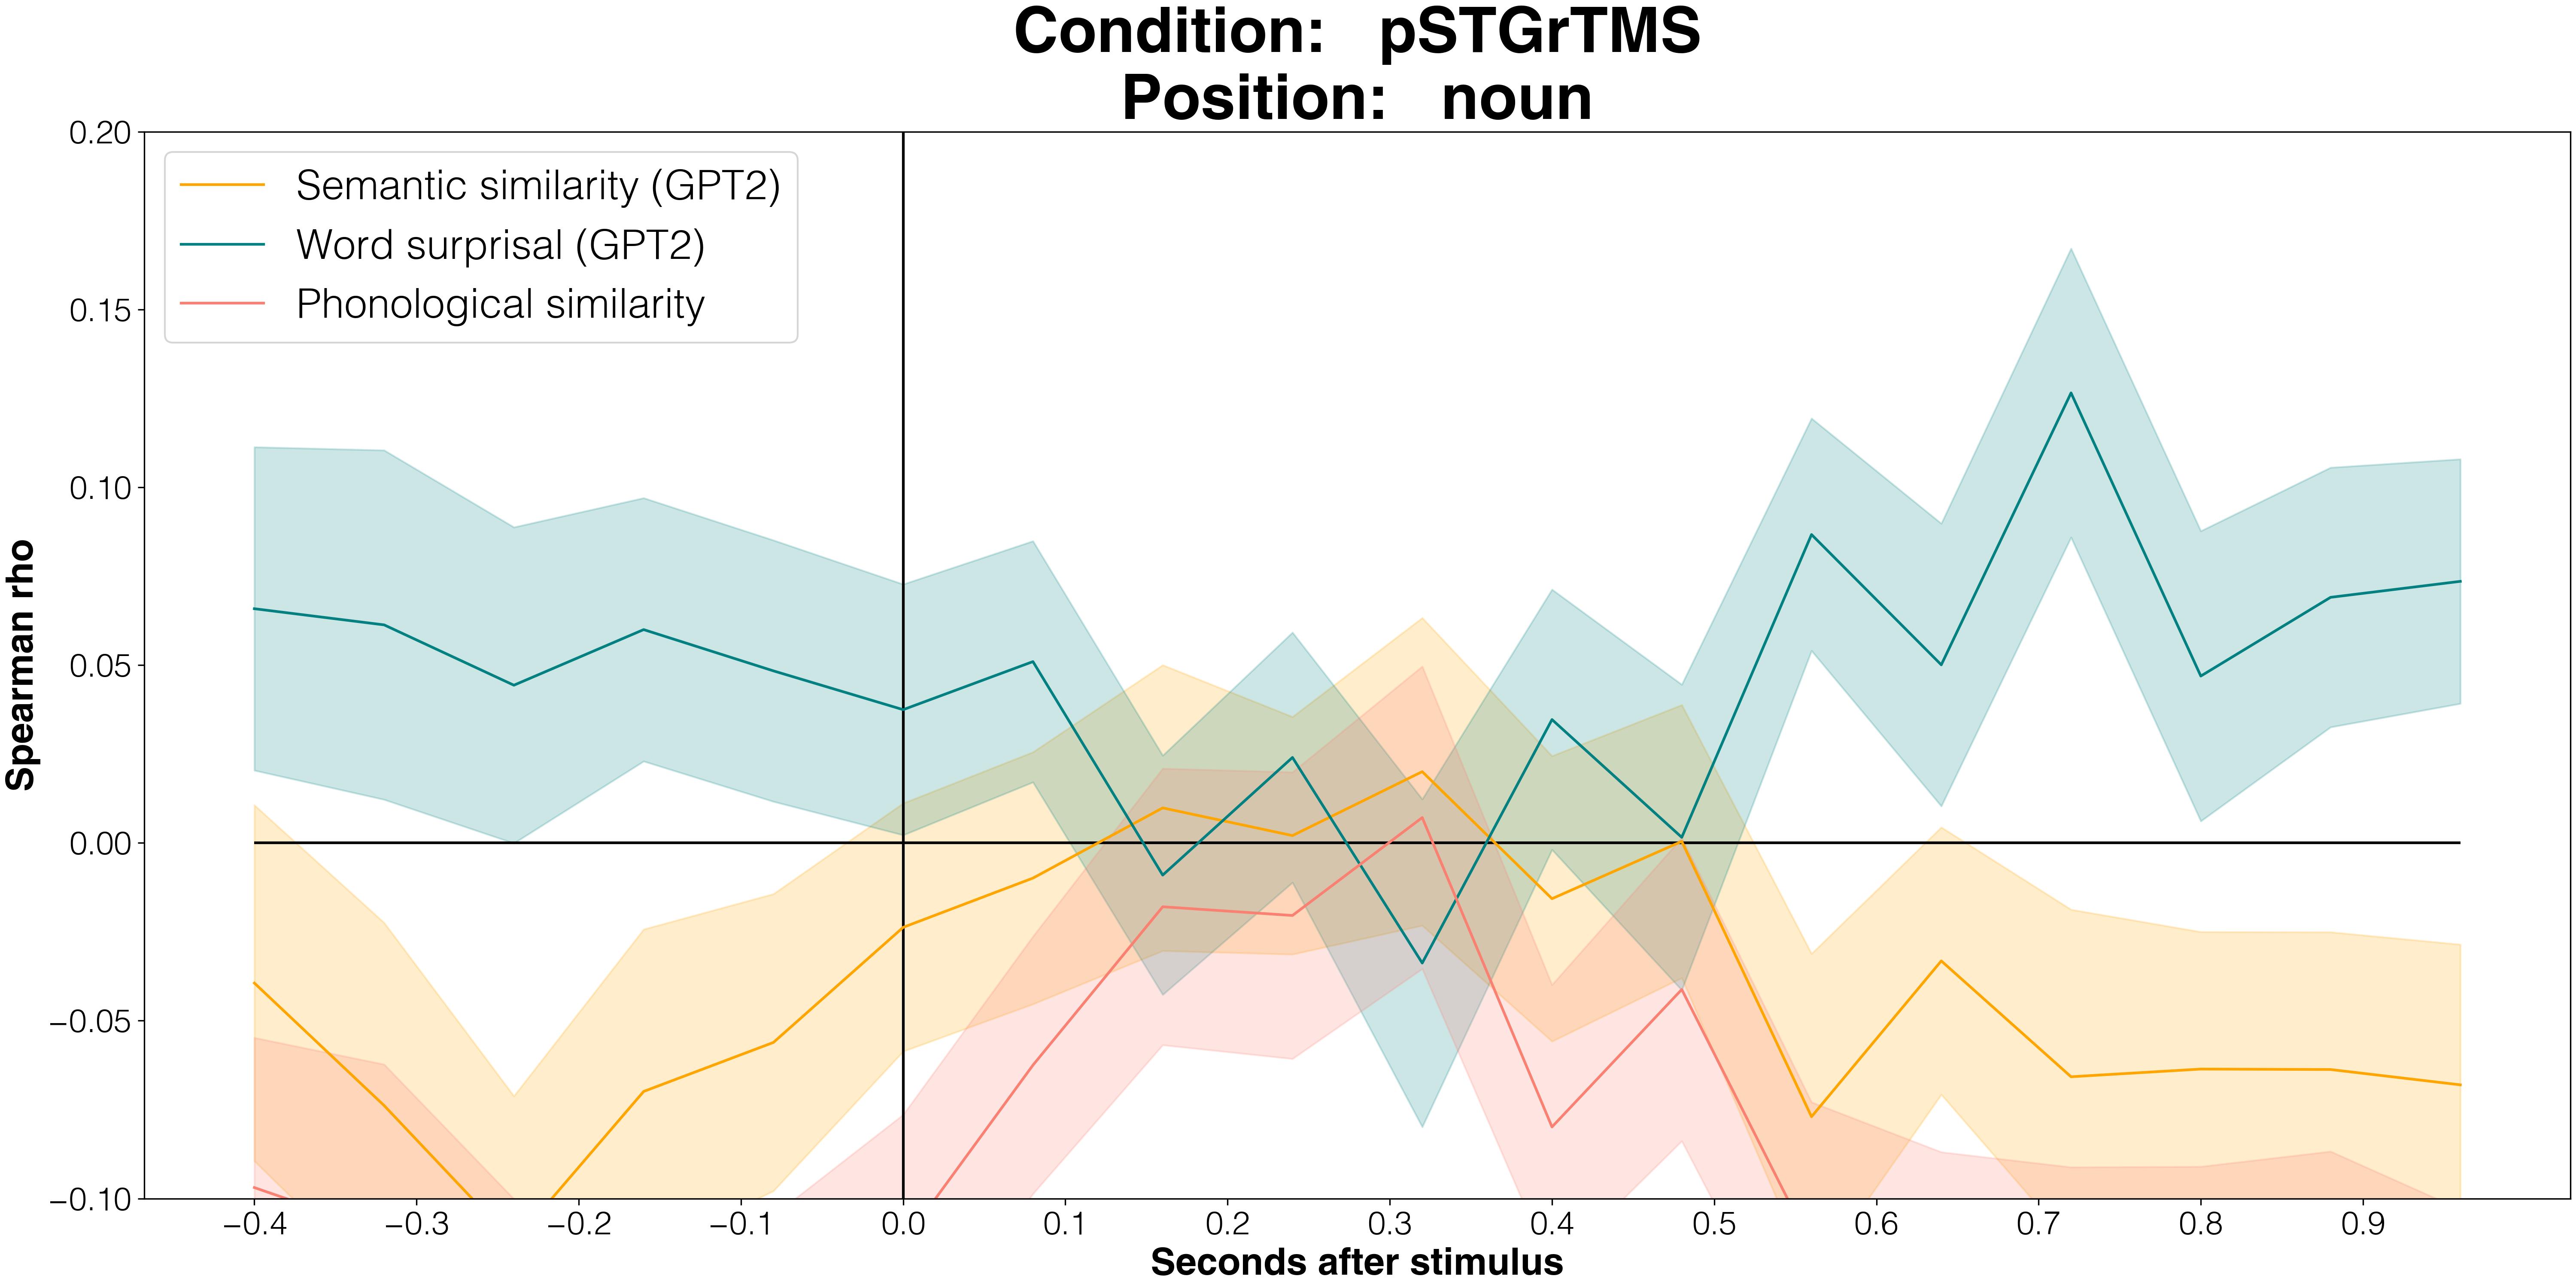 Condition:   pSTGrTMS
Position:   noun
0.20
0.15
0.10
0.05
0.00
−0.05
−0.10
Spearman rho
Semantic similarity (GPT2)
Word surprisal (GPT2)
Phonological similarity
−0.4 −0.3 −0.2 −0.1 0.0 0.1 0.2 0.3 0.4 0.5 0.6 0.7 0.8 0.9
Seconds after stimulus